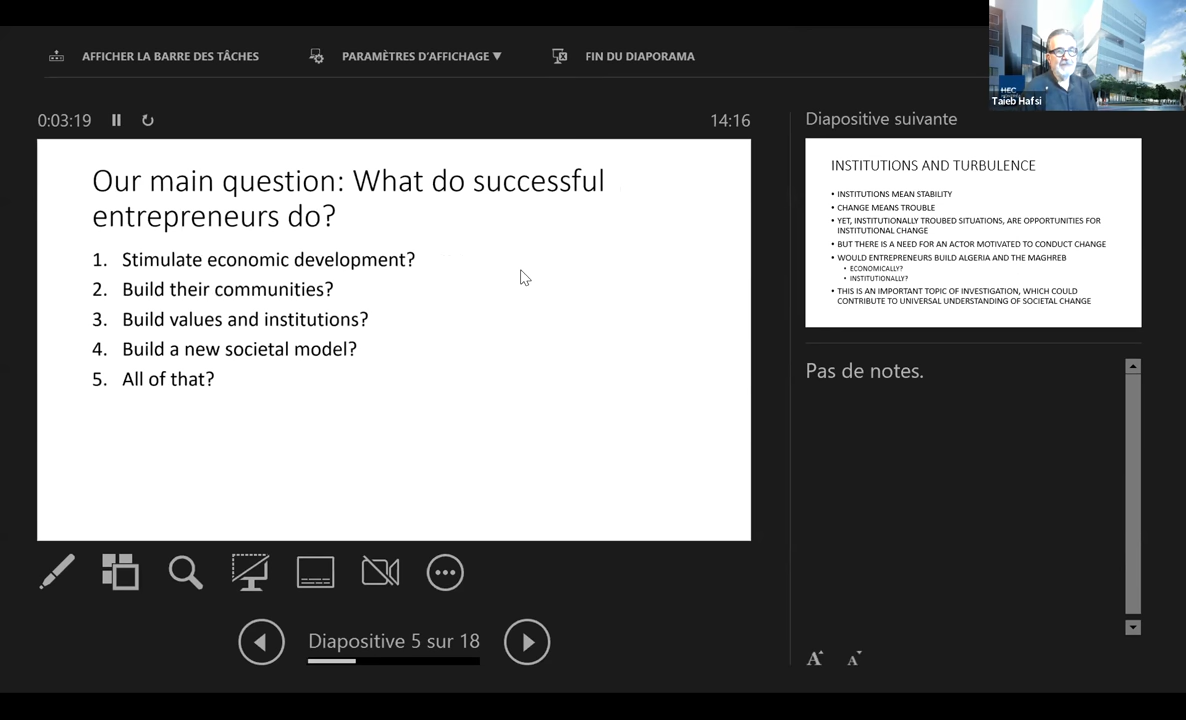 AFFICHER LA BARRE DES TÂCHES
PARAMÈTRES D'AFFICHAGE ▼
FIN DU DIAPORAMA
HEC
Taïeb Hafsi
0:03:19
14:16
Diapositive suivante
Our main question: What do successful
entrepreneurs do?
1. Stimulate economic development?
2. Build their communities?
3. Build values and institutions?
4. Build a new societal model?
5. All of that?
INSTITUTIONS AND TURBULENCE
• INSTITUTIONS MEAN STABILITY
• CHANGE MEANS TROUBLE
• YET, INSTITUTIONALLY TROUBED SITUATIONS, ARE OPPORTUNITIES FOR
INSTITUTIONAL CHANGE
• BUT THERE IS A NEED FOR AN ACTOR MOTIVATED TO CONDUCT CHANGE
• WOULD ENTREPRENEURS BUILD ALGERIA AND THE MAGHREB
• ECONOMICALLY?
• INSTITUTIONALLY?
• THIS IS AN IMPORTANT TOPIC OF INVESTIGATION, WHICH COULD
CONTRIBUTE TO UNIVERSAL UNDERSTANDING OF SOCIETAL CHANGE
Pas de notes.
Diapositive 5 sur 18
A A